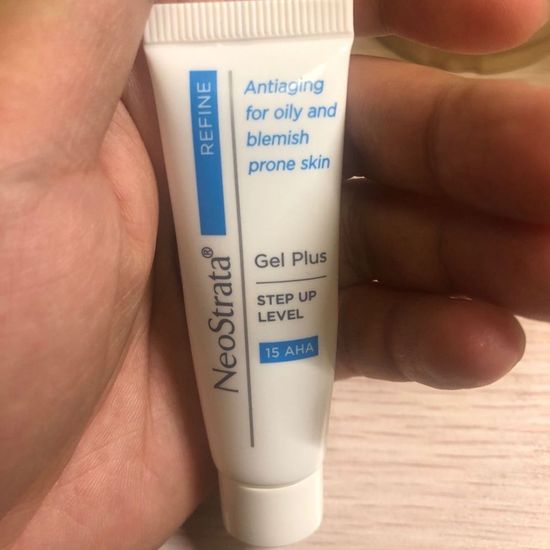 REFINE
NeoStrata®
Antiaging
for oily and
blemish
prone skin
Gel Plus
STEP UP
LEVEL
15 AHA